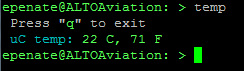 epenate@ALTOAviation: > temp
Press "q" to exit
uC temp: 22 C, 71 F
epenate@ALTOAviation: >